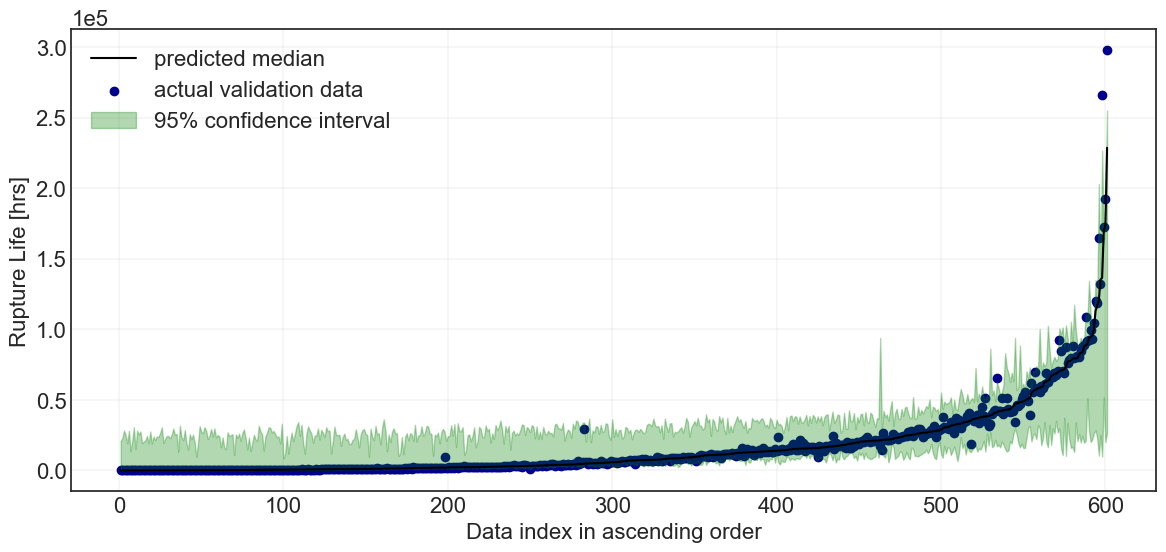 1e5
3.0
2.5
2.0
1.5
1.0
0.5
0.0
Rupture Life [hrs]
predicted median
actual validation data
95% confidence interval
0 100 200 300 400 500 600
Data index in ascending order